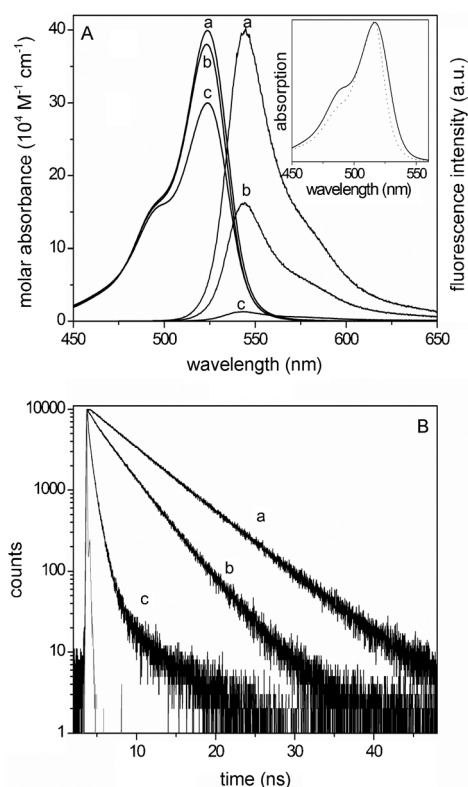 A
a
b
c
a
b
c
molar absorbance (10⁴ M⁻¹ cm⁻¹)
40
30
20
10
0
450
500
550
600
650
wavelength (nm)
fluorescence intensity (a.u.)
absorption
450
500
550
wavelength (nm)
B
a
b
c
counts
10000
1000
100
10
1
10
20
30
40
time (ns)